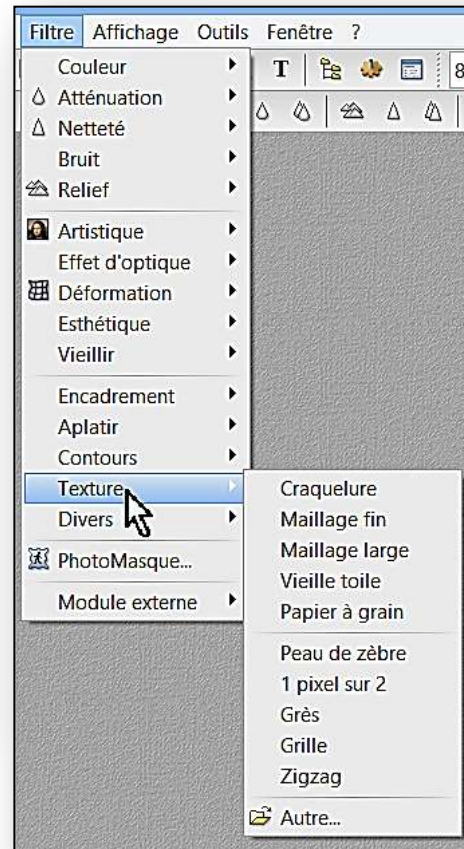 Filtre Affichage Outils Fenêtre ?
T 8
Couleur
Atténuation
Netteté
Bruit
Relief
Artistique
Effet d'optique
Déformation
Esthétique
Vieillir
Encadrement
Aplatir
Contours
Texture
Divers
PhotoMasque...
Module externe
Craquelure
Maillage fin
Maillage large
Vieille toile
Papier à grain
Peau de zèbre
1 pixel sur 2
Grès
Grille
Zigzag
Autre...